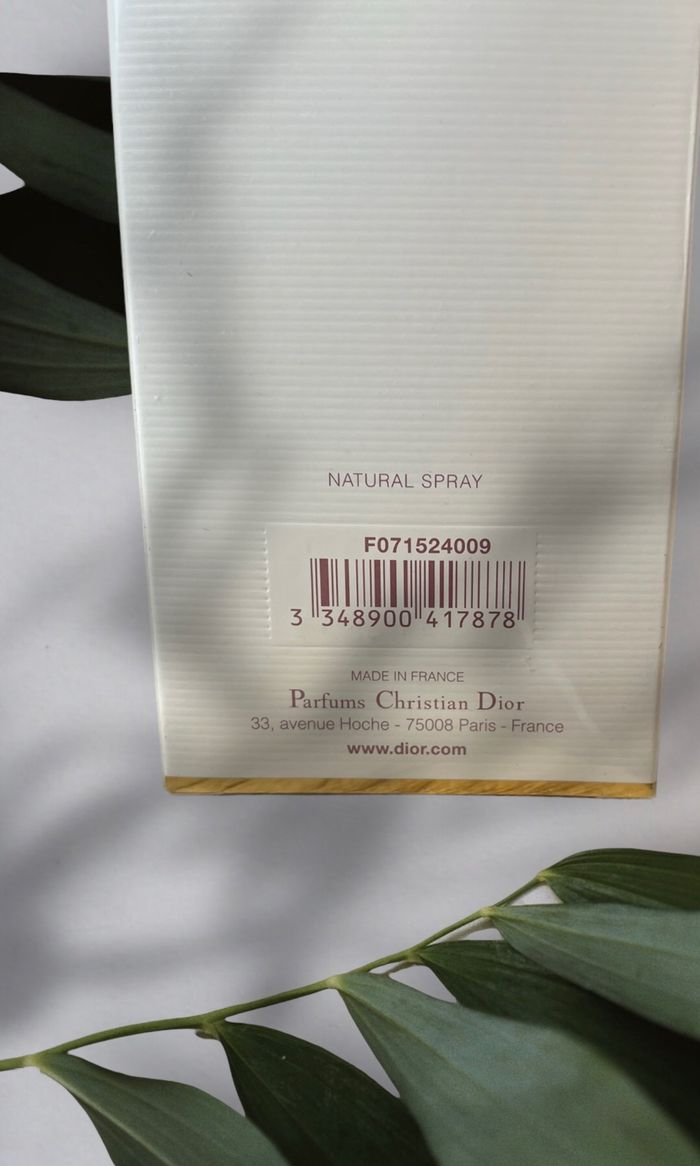 NATURAL SPRAY
F071524009
3 348900 417878
MADE IN FRANCE
Parfums Christian Dior
33, avenue Hoche - 75008 Paris - France
www.dior.com